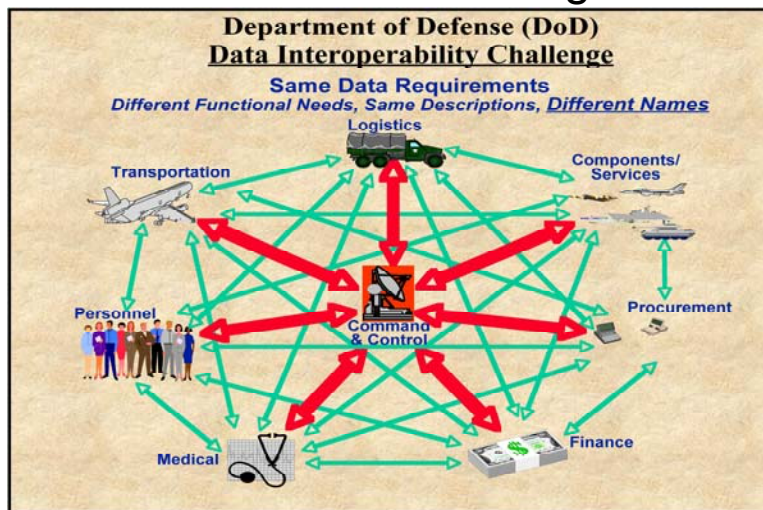 Department of Defense (DoD)
Data Interoperability Challenge
Same Data Requirements
Different Functional Needs, Same Descriptions, Different Names
Logistics
Transportation
Components/
Services
Personnel
Command
& Control
Procurement
Medical
Finance